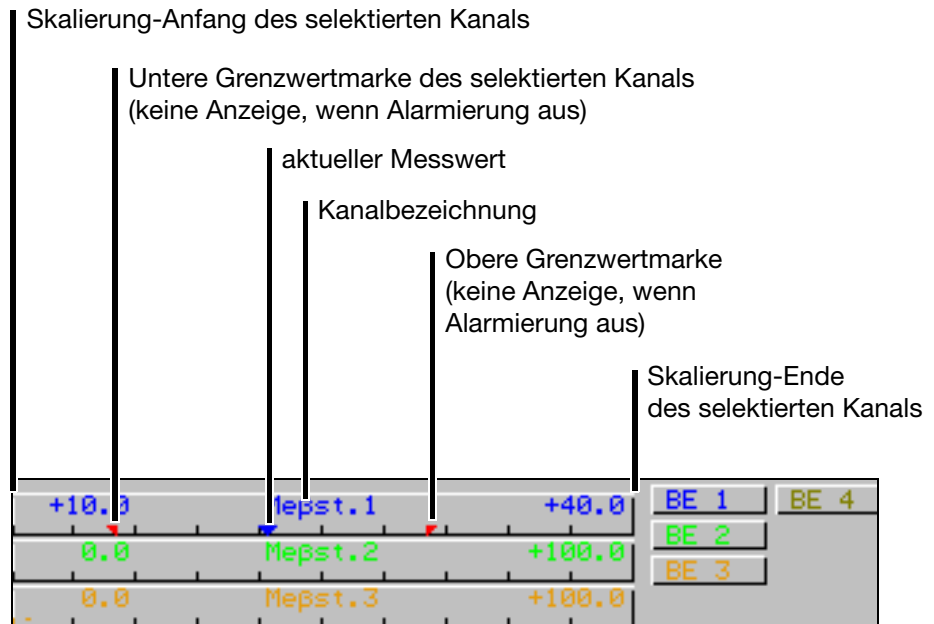 Skalierung-Anfang des selektierten Kanals
Untere Grenzwertmarke des selektierten Kanals
(keine Anzeige, wenn Alarmierung aus)
aktueller Messwert
Kanalbezeichnung
Obere Grenzwertmarke
(keine Anzeige, wenn
Alarmierung aus)
Skalierung-Ende
des selektierten Kanals
+10.0 Meßst.1 +40.0 BE 1 BE 4
0.0 Meßst.2 +100.0 BE 2
0.0 Meßst.3 +100.0 BE 3